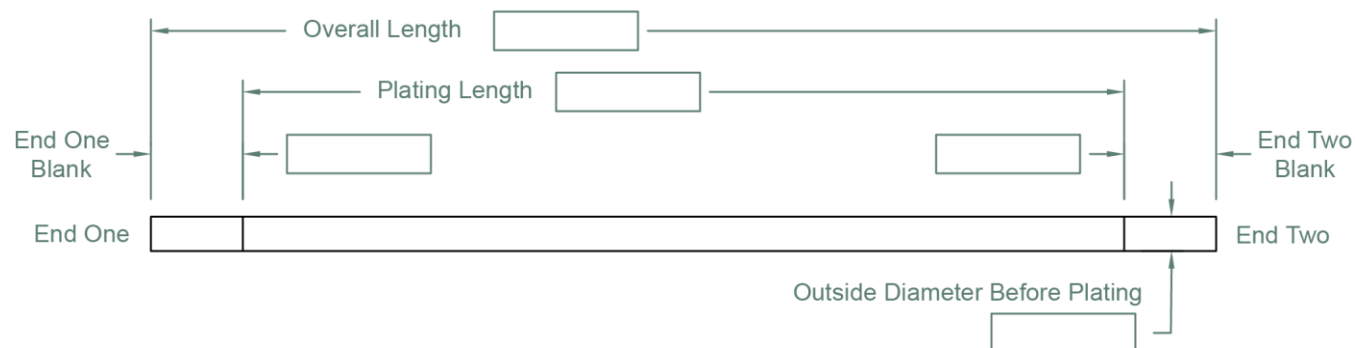 Overall Length
Plating Length
End One
Blank
End Two
Blank
End One
End Two
Outside Diameter Before Plating